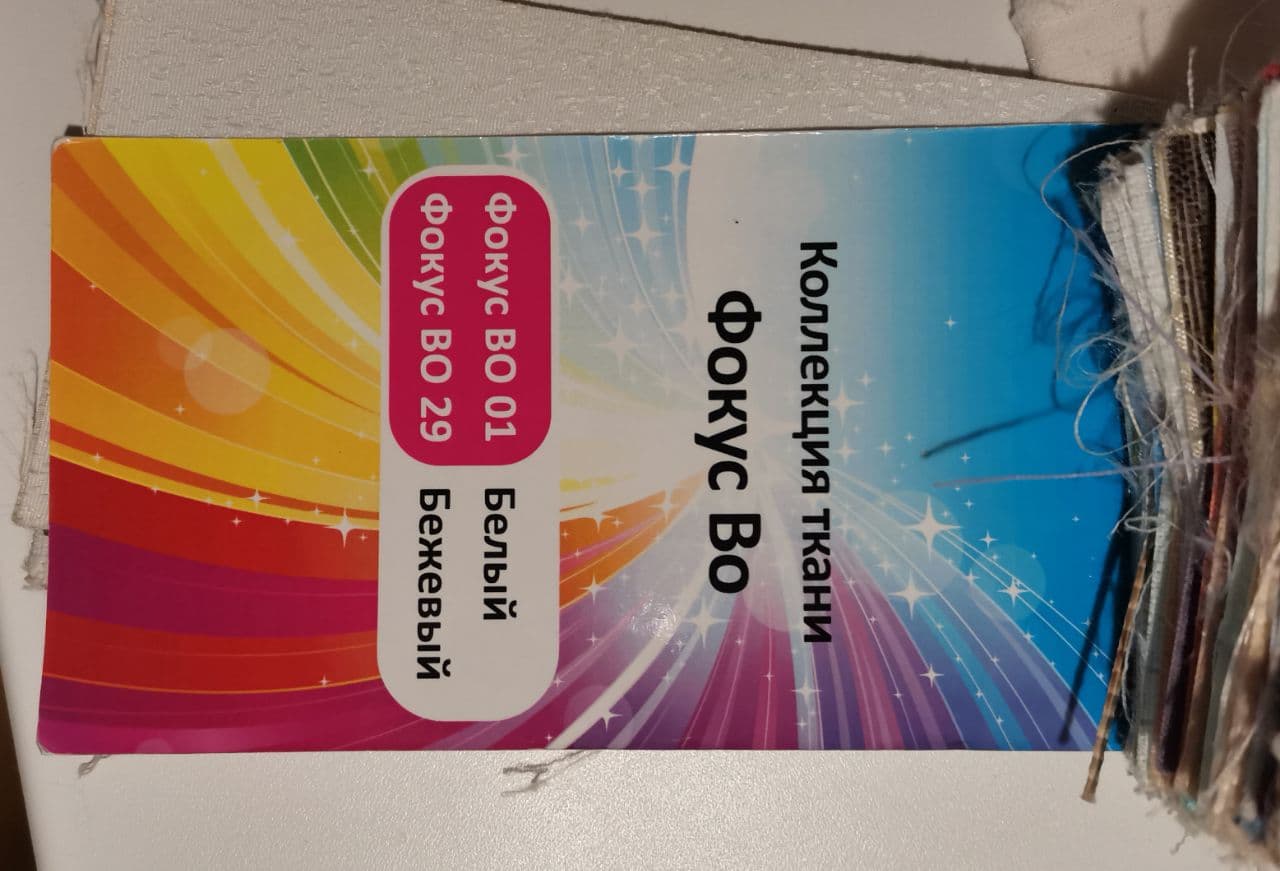 Коллекция ткани
Фокус Во
Фокус ВО 01 Белый
Фокус ВО 29 Бежевый